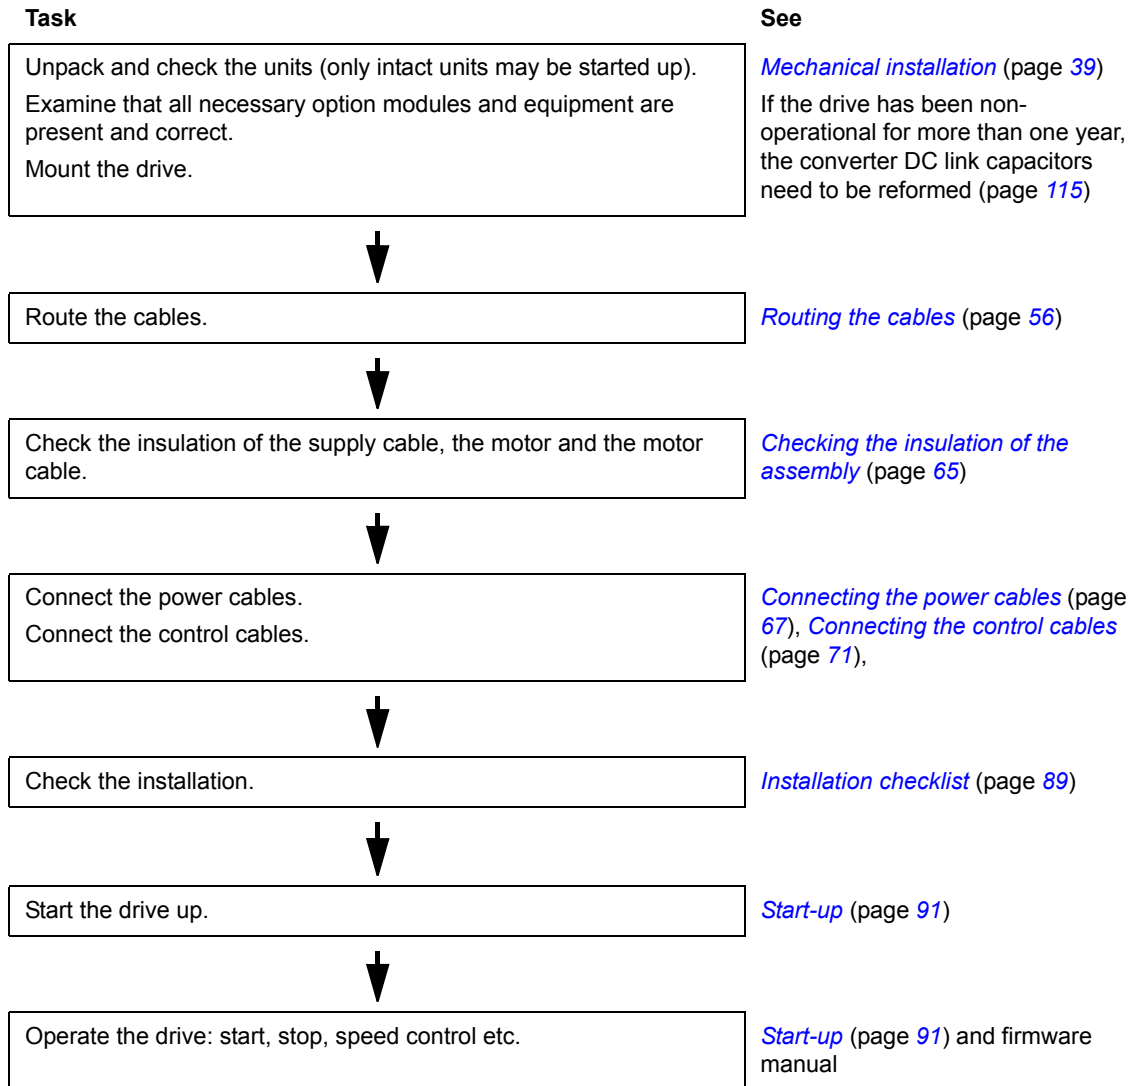 Task
See
Unpack and check the units (only intact units may be started up).
Examine that all necessary option modules and equipment are
present and correct.
Mount the drive.
Mechanical installation (page 39)
If the drive has been non-
operational for more than one year,
the converter DC link capacitors
need to be reformed (page 115)
Route the cables.
Routing the cables (page 56)
Check the insulation of the supply cable, the motor and the motor
cable.
Checking the insulation of the
assembly (page 65)
Connect the power cables.
Connect the control cables.
Connecting the power cables (page
67), Connecting the control cables
(page 71),
Check the installation.
Installation checklist (page 89)
Start the drive up.
Start-up (page 91)
Operate the drive: start, stop, speed control etc.
Start-up (page 91) and firmware
manual